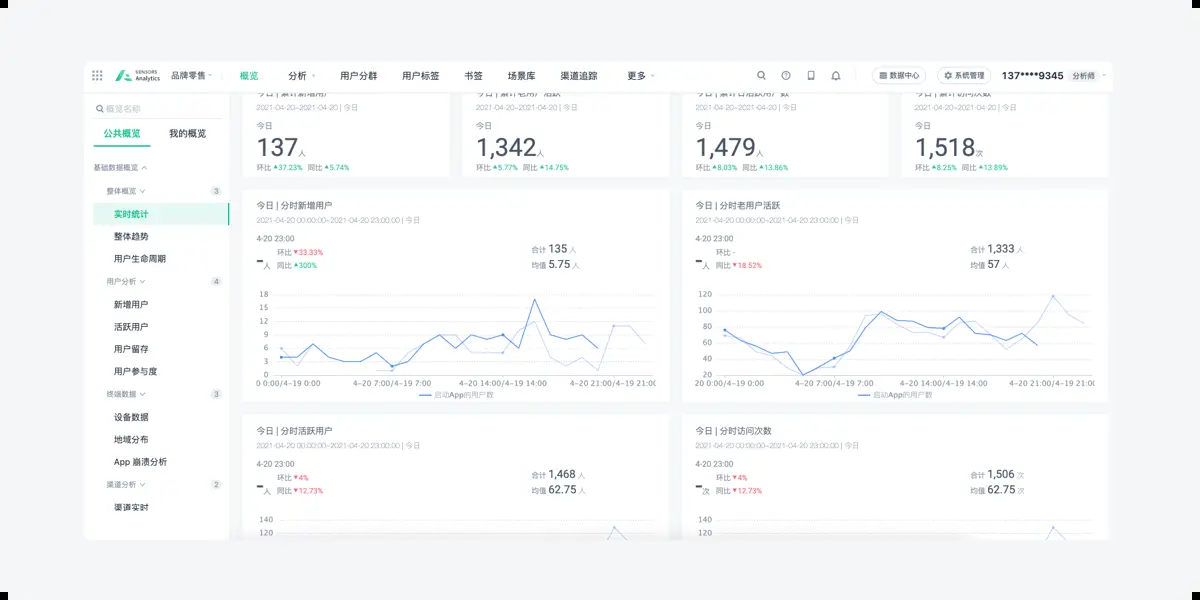 SENSORS
Analytics
品牌零售
概览
分析
用户分群
用户标签
书签
场景库
渠道追踪
更多
数据中心
系统管理
137****9345
分析师
概览名称
公共概览
我的概览
基础数据概览
整体概览
3
实时统计
整体趋势
用户生命周期
用户分析
4
新增用户
活跃用户
用户留存
用户参与度
终端数据
3
设备数据
地域分布
App 崩溃分析
渠道分析
2
渠道实时
今日 | 累计新增用户
2021-04-20~2021-04-20 | 今日
今日
137人
环比 37.23% 同比 5.74%
今日 | 累计老用户活跃
2021-04-20~2021-04-20 | 今日
今日
1,342人
环比 5.77% 同比 14.75%
今日 | 累计日活跃用户数
2021-04-20~2021-04-20 | 今日
今日
1,479人
环比 8.03% 同比 13.86%
今日 | 累计访问次数
2021-04-20~2021-04-20 | 今日
今日
1,518次
环比 8.25% 同比 13.89%
今日 | 分时新增用户
2021-04-20 00:00:00~2021-04-20 23:00:00 | 今日
4-20 23:00
-人
环比 33.33%
同比 300%
合计 135 人
均值 5.75 人
18
15
12
9
6
3
0
0 0:00/4-19 0:00
4-20 7:00/4-19 7:00
4-20 14:00/4-19 14:00
4-20 21:00/4-19 21:00
启动App的用户数
今日 | 分时老用户活跃
2021-04-20 00:00:00~2021-04-20 23:00:00 | 今日
4-20 23:00
-人
环比 -
同比 18.52%
合计 1,333 人
均值 57 人
120
100
80
60
40
20
20 0:00/4-19 0:00
4-20 7:00/4-19 7:00
4-20 14:00/4-19 14:00
4-20 21:00/4-19 21:00
启动App的用户数
今日 | 分时活跃用户
2021-04-20 00:00:00~2021-04-20 23:00:00 | 今日
4-20 23:00
-人
环比 4%
同比 12.73%
合计 1,468 人
均值 62.75 人
140
120
今日 | 分时访问次数
2021-04-20 00:00:00~2021-04-20 23:00:00 | 今日
4-20 23:00
-次
环比 4%
同比 12.73%
合计 1,506 次
均值 62.75 次
140
120